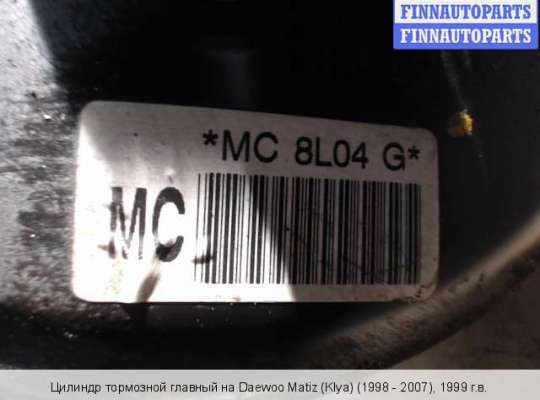 FINNAUTOPARTS
FINNAUTOPARTS
*MC 8L04 G*
MC
Цилиндр тормозной главный на Daewoo Matiz (Klya) (1998 - 2007), 1999 г.в.